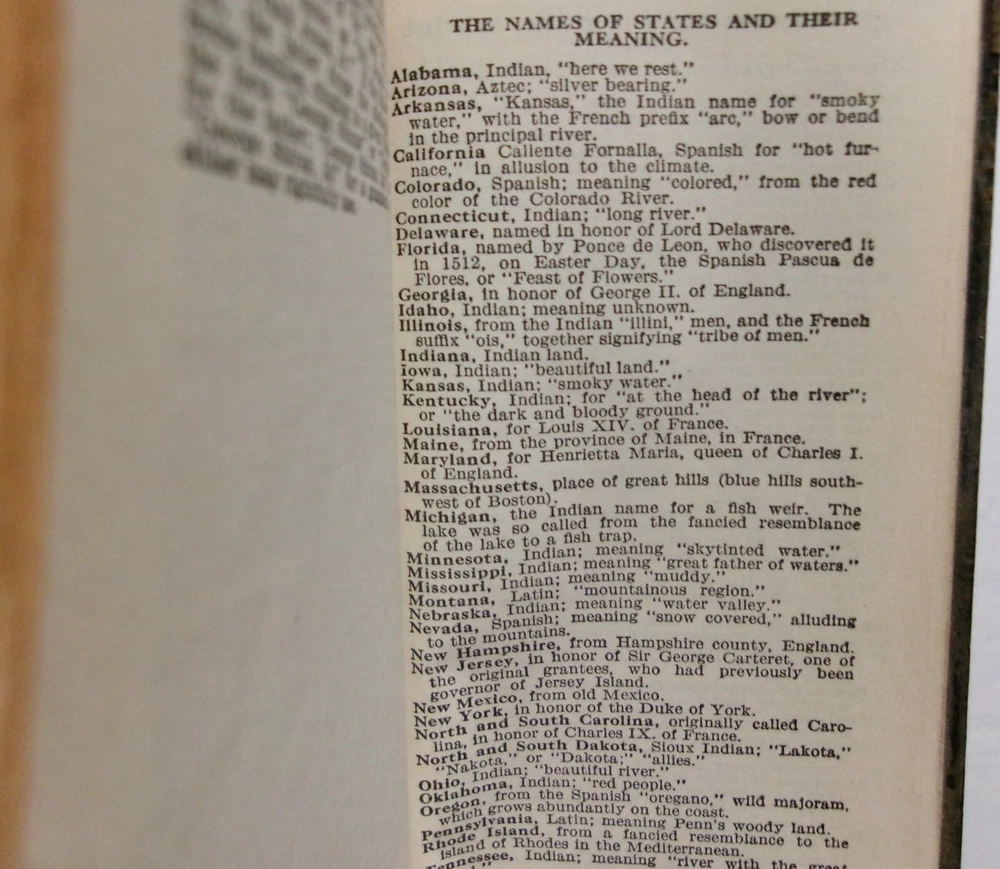 THE NAMES OF STATES AND THEIR
MEANING.
Alabama, Indian, "here we rest."
Arizona, Aztec; "silver bearing."
Arkansas, "Kansas," the Indian name for "smoky
water," with the French prefix "arc," bow or bend
in the principal river.
California Caliente Fornalla, Spanish for "hot fur-
nace," in allusion to the climate.
Colorado, Spanish; meaning "colored," from the red
color of the Colorado River.
Connecticut, Indian; "long river."
Delaware, named in honor of Lord Delaware.
Florida, named by Ponce de Leon, who discovered it
in 1512, on Easter Day, the Spanish Pascua de
Flores, or "Feast of Flowers."
Georgia, in honor of George II. of England.
Idaho, Indian; meaning unknown.
Illinois, from the Indian "illini," men, and the French
suffix "ois," together signifying "tribe of men."
Indiana, Indian land.
Iowa, Indian; "beautiful land."
Kansas, Indian; "smoky water."
Kentucky, Indian; for "at the head of the river";
or "the dark and bloody ground."
Louisiana, for Louis XIV. of France.
Maine, from the province of Maine, in France.
Maryland, for Henrietta Maria, queen of Charles I.
of England.
Massachusetts, place of great hills (blue hills south-
west of Boston).
Michigan, the Indian name for a fish weir. The
lake was so called from the fancied resemblance
of the lake to a fish trap.
Minnesota, Indian; meaning "skytinted water."
Mississippi, Indian; meaning "great father of waters."
Missouri, Indian; meaning "muddy."
Montana, Latin; "mountainous region."
Nebraska, Indian; meaning "water valley."
Nevada, Spanish; meaning "snow covered," alluding
to the mountains.
New Hampshire, from Hampshire county, England.
New Jersey, in honor of Sir George Carteret, one of
the original grantees, who had previously been
governor of Jersey Island.
New Mexico, from old Mexico.
New York, in honor of the Duke of York.
North and South Carolina, originally called Caro-
lina, in honor of Charles IX. of France.
North and South Dakota, Sioux Indian; "Lakota,"
"Nakota," or "Dakota;" "allies."
Ohio, Indian; "beautiful river."
Oklahoma, Indian; "red people."
Oregon, from the Spanish "oregano," wild majoram,
which grows abundantly on the coast.
Pennsylvania, Latin; meaning Penn's woody land.
Rhode Island, from a fancied resemblance to the
island of Rhodes in the Mediterranean.
Tennessee, Indian; meaning "river with the great